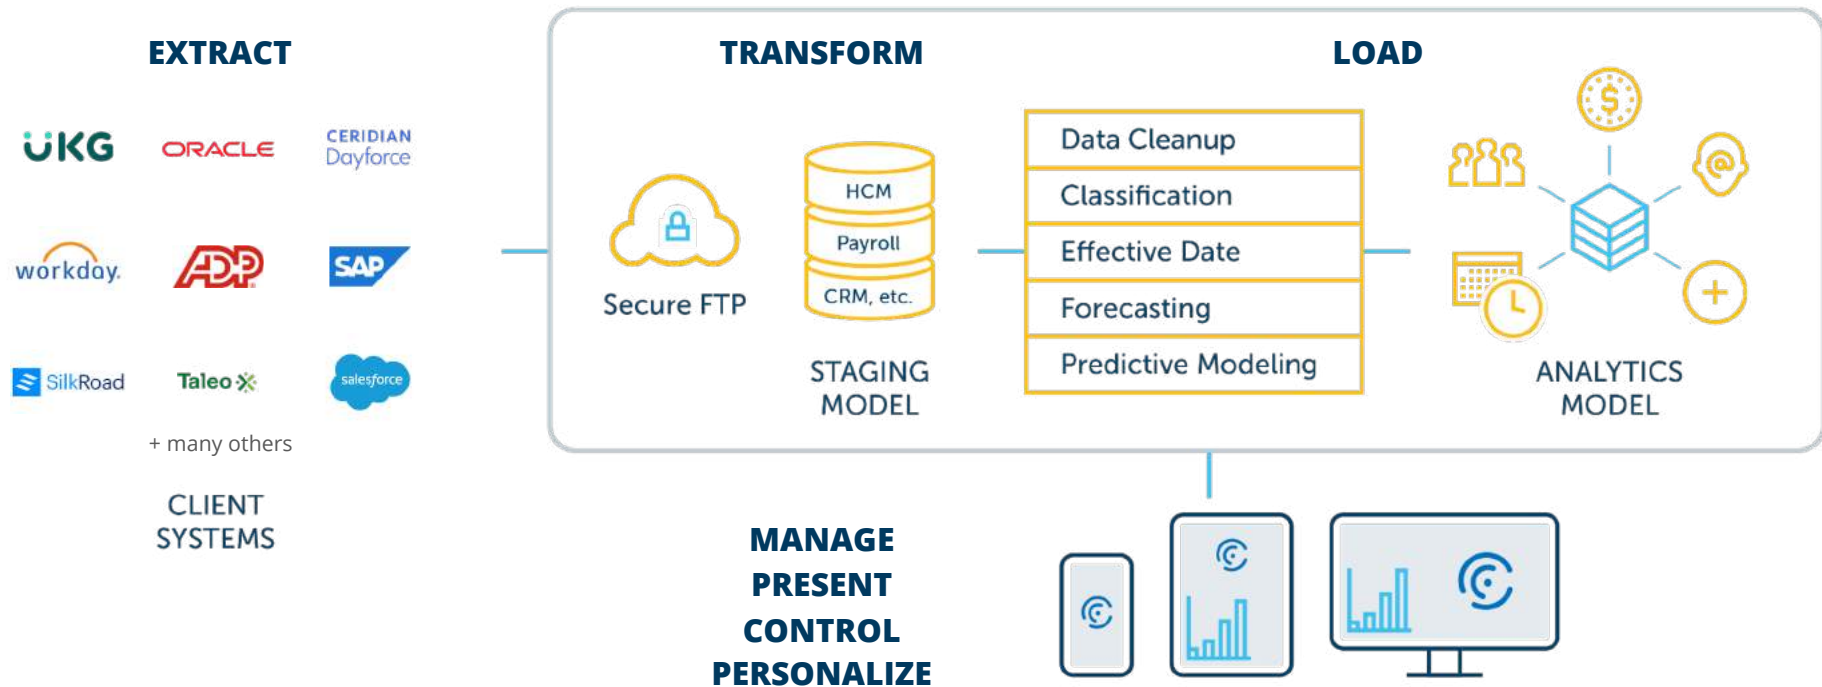 EXTRACT
UKG
ORACLE
CERIDIAN
Dayforce
workday.
ADP
SAP
SilkRoad
Taleo
salesforce
+ many others
CLIENT
SYSTEMS
TRANSFORM
LOAD
Secure FTP
HCM
Payroll
CRM, etc.
STAGING
MODEL
Data Cleanup
Classification
Effective Date
Forecasting
Predictive Modeling
$
@
+
ANALYTICS
MODEL
MANAGE
PRESENT
CONTROL
PERSONALIZE